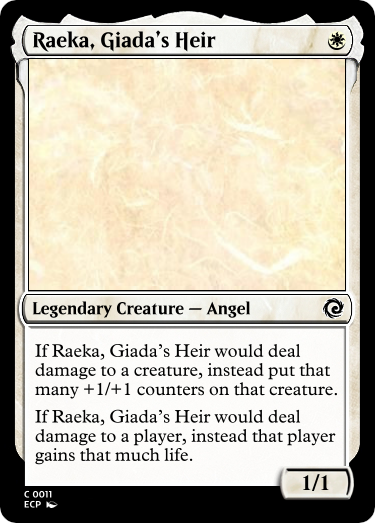 Raeka, Giada's Heir
Legendary Creature — Angel
If Raeka, Giada's Heir would deal
damage to a creature, instead put that
many +1/+1 counters on that creature.
If Raeka, Giada's Heir would deal
damage to a player, instead that player
gains that much life.
1/1
C 0011
ECP